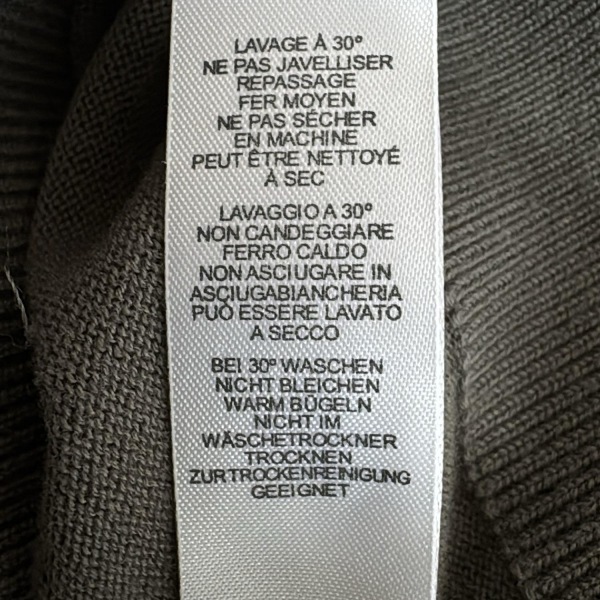 LAVAGE À 30°
NE PAS JAVELLISER
REPASSAGE
FER MOYEN
NE PAS SÉCHER
EN MACHINE
PEUT ÊTRE NETTOYÉ
À SEC
LAVAGGIO A 30°
NON CANDEGGIARE
FERRO CALDO
NON ASCIUGARE IN
ASCIUGABIANCHERIA
PUÒ ESSERE LAVATO
A SECCO
BEI 30° WASCHEN
NICHT BLEICHEN
WARM BÜGELN
NICHT IM
WÄSCHETROCKNER
TROCKNEN
ZUR TROCKENREINIGUNG
GEEIGNET